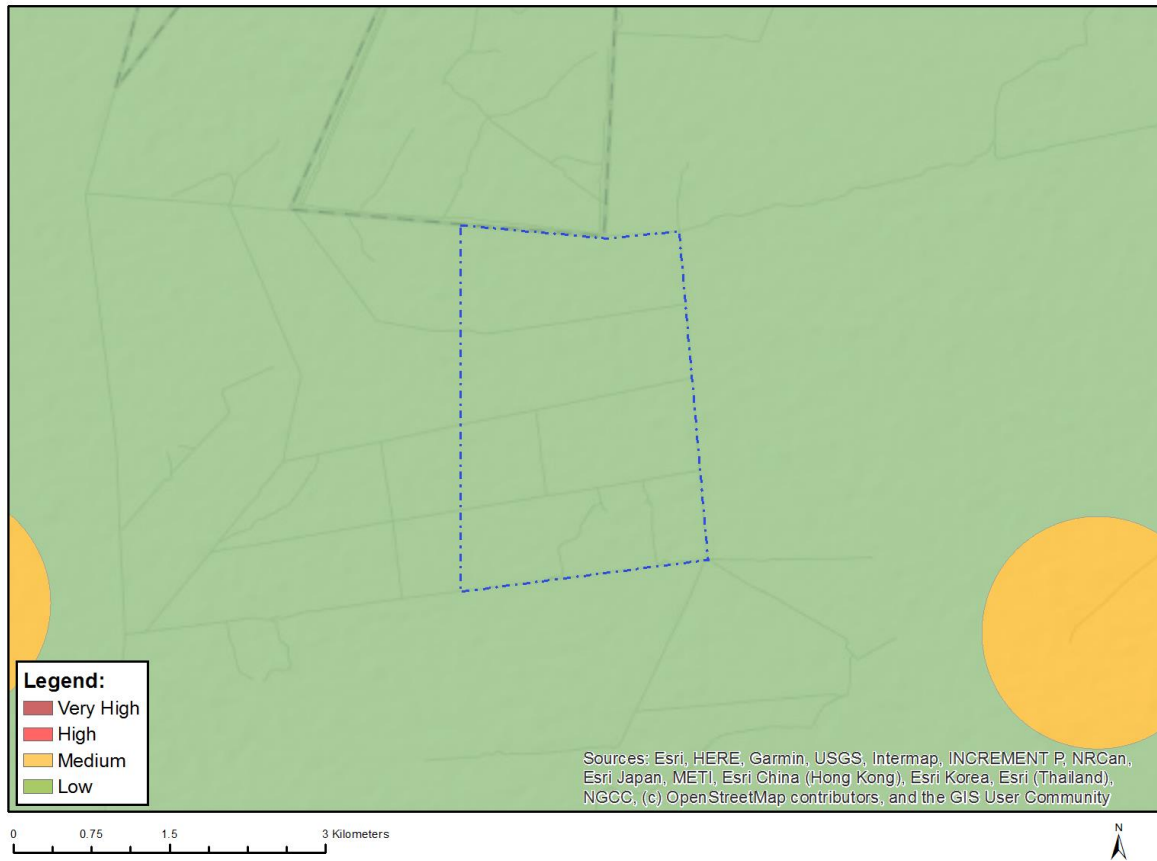 Legend:
Very High
High
Medium
Low
Sources: Esri, HERE, Garmin, USGS, Intermap, INCREMENT P, NRCan,
Esri Japan, METI, Esri China (Hong Kong), Esri Korea, Esri (Thailand),
NGCC, (c) OpenStreetMap contributors, and the GIS User Community
0 0.75 1.5 3 Kilometers
N